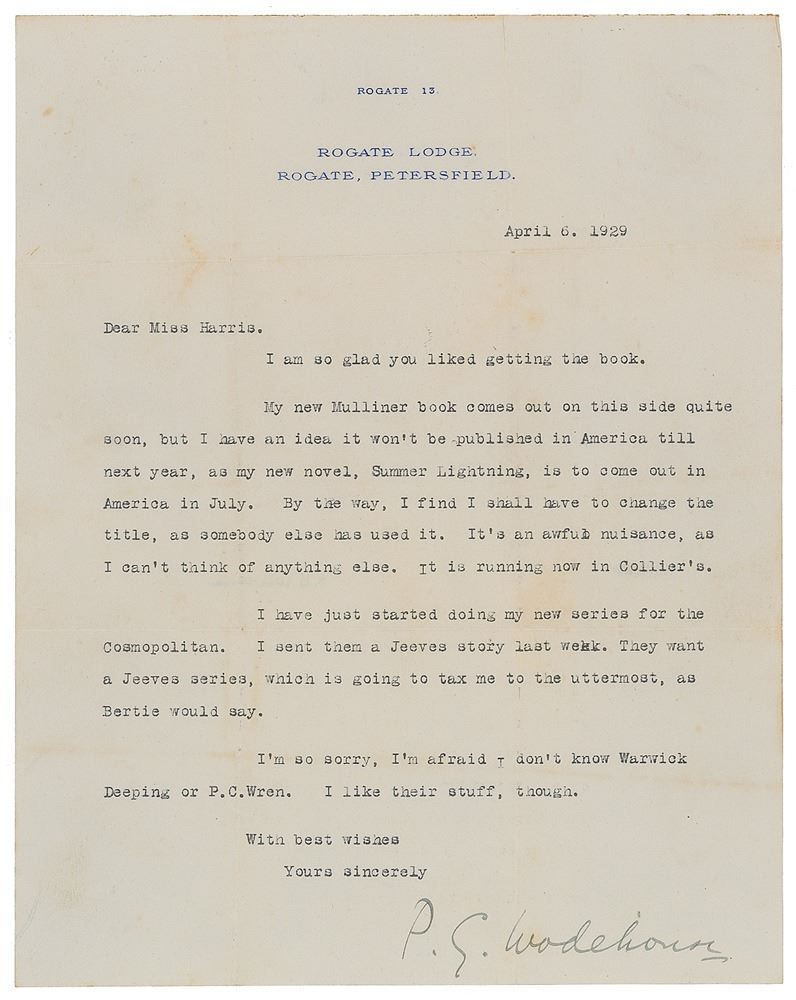 ROGATE 13.
ROGATE LODGE.
ROGATE, PETERSFIELD.
April 6. 1929
Dear Miss Harris.
I am so glad you liked getting the book.
My new Mulliner book comes out on this side quite
soon, but I have an idea it won't be published in America till
next year, as my new novel, Summer Lightning, is to come out in
America in July. By the way, I find I shall have to change the
title, as somebody else has used it. It's an awful nuisance, as
I can't think of anything else. It is running now in Collier's.
I have just started doing my new series for the
Cosmopolitan. I sent them a Jeeves story last week. They want
a Jeeves series, which is going to tax me to the uttermost, as
Bertie would say.
I'm so sorry, I'm afraid I don't know Warwick
Deeping or P.C.Wren. I like their stuff, though.
With best wishes
Yours sincerely
P. G. Wodehouse